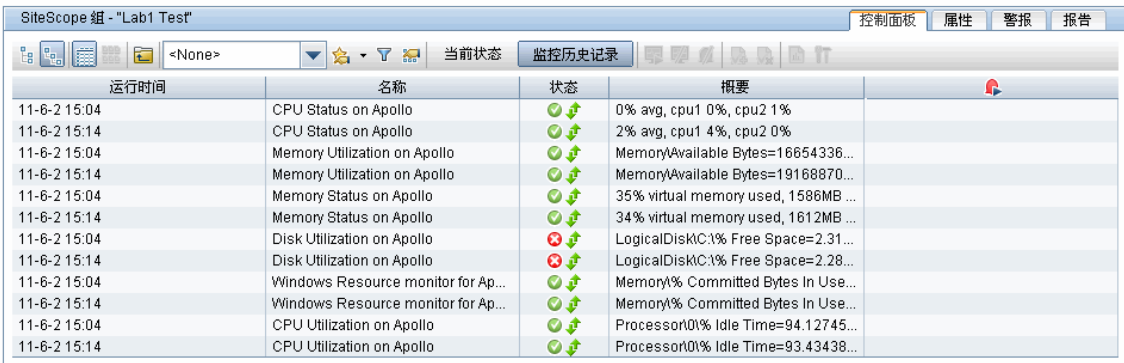 SiteScope 组 - "Lab1 Test" 控制面板 属性 警报 报告
<None> 当前状态 监控历史记录
运行时间 名称 状态 概要
11-6-2 15:04 CPU Status on Apollo 0% avg, cpu1 0%, cpu2 1%
11-6-2 15:14 CPU Status on Apollo 2% avg, cpu1 4%, cpu2 0%
11-6-2 15:04 Memory Utilization on Apollo Memory\Available Bytes=16654336...
11-6-2 15:14 Memory Utilization on Apollo Memory\Available Bytes=19168870...
11-6-2 15:04 Memory Status on Apollo 35% virtual memory used, 1586MB ...
11-6-2 15:14 Memory Status on Apollo 34% virtual memory used, 1612MB ...
11-6-2 15:04 Disk Utilization on Apollo LogicalDisk\C:\% Free Space=2.31...
11-6-2 15:14 Disk Utilization on Apollo LogicalDisk\C:\% Free Space=2.28...
11-6-2 15:04 Windows Resource monitor for Ap... Memory\% Committed Bytes In Use...
11-6-2 15:14 Windows Resource monitor for Ap... Memory\% Committed Bytes In Use...
11-6-2 15:04 CPU Utilization on Apollo Processor\0\% Idle Time=94.12745...
11-6-2 15:14 CPU Utilization on Apollo Processor\0\% Idle Time=93.43438...